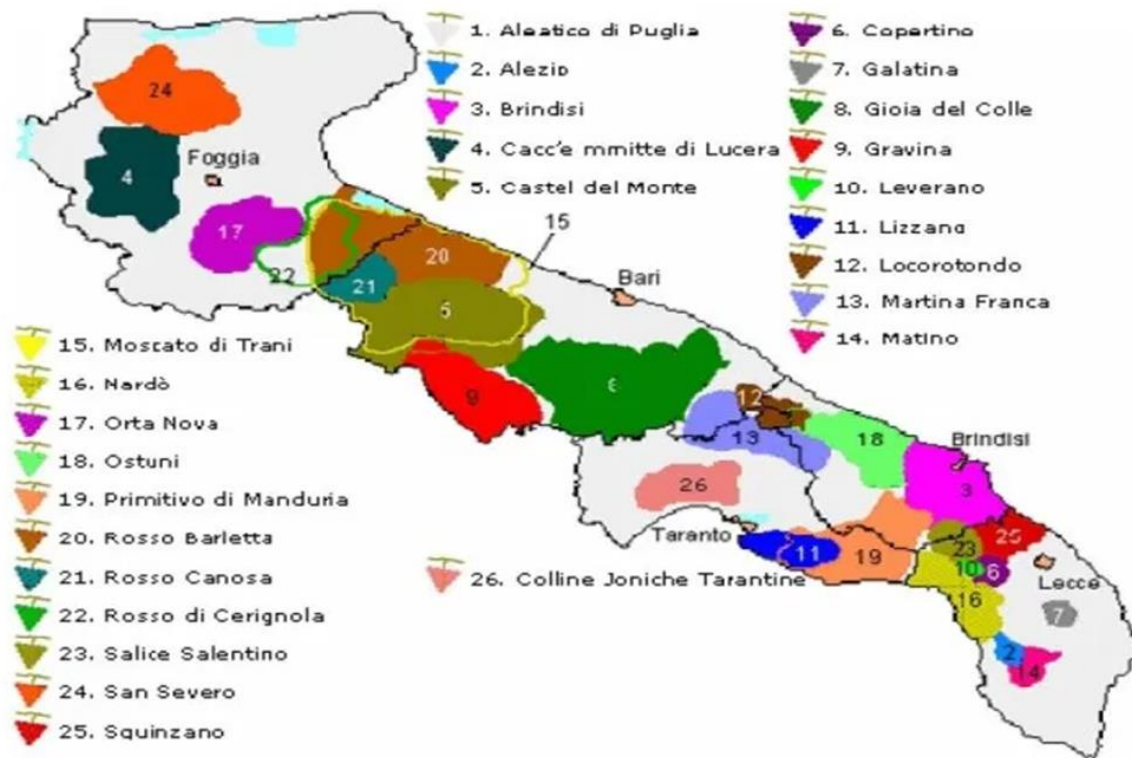 1. Aleatico di Puglia
2. Alezio
3. Brindisi
4. Cacc'e mmitte di Lucera
5. Castel del Monte
6. Copertino
7. Galatina
8. Gioia del Colle
9. Gravina
10. Leverano
11. Lizzano
12. Locorotondo
13. Martina Franca
14. Matino
15. Moscato di Trani
16. Nardò
17. Orta Nova
18. Ostuni
19. Primitivo di Manduria
20. Rosso Barletta
21. Rosso Canosa
22. Rosso di Cerignola
23. Salice Salentino
24. San Severo
25. Squinzano
26. Colline Joniche Tarantine
24
Foggia
4
17
22
15
20
21
5
Bari
8
9
12
13
18
Brindisi
3
26
Taranto
11
19
25
23
10
6
Lecce
16
7
2
14